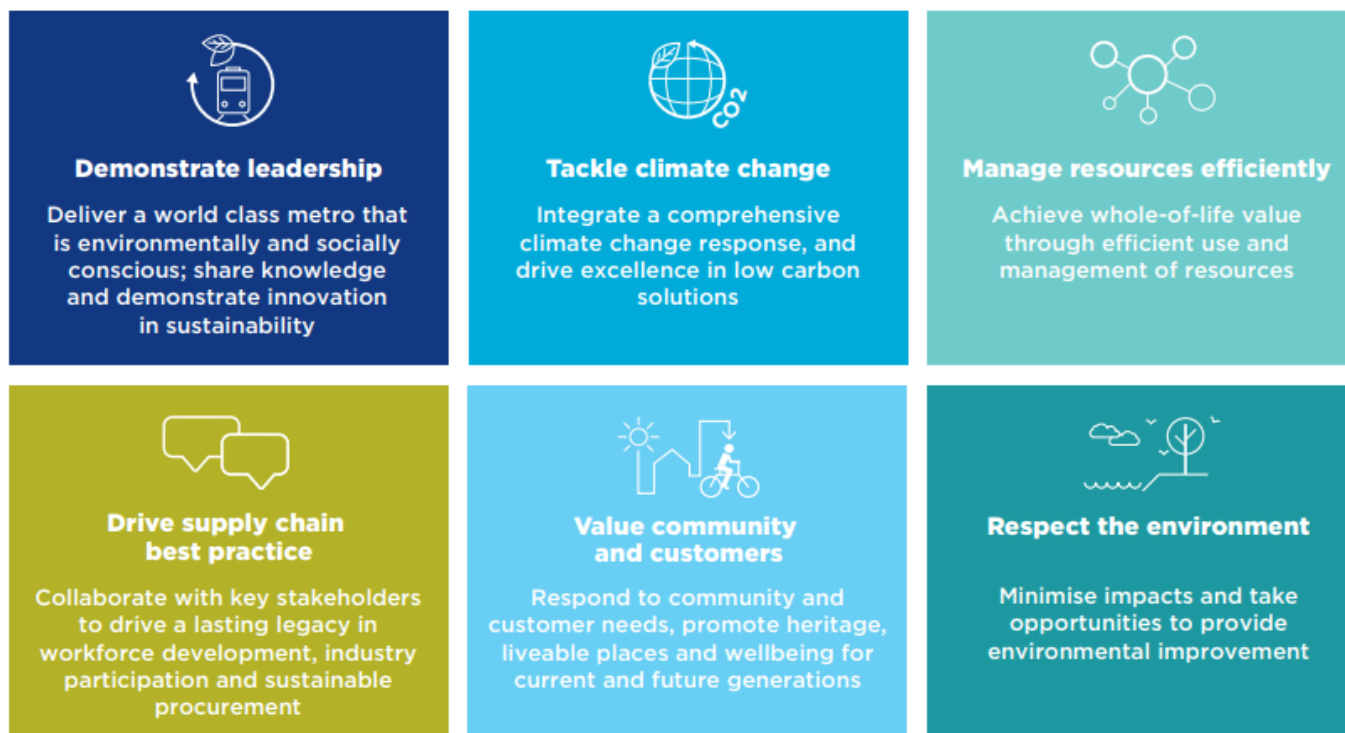 CO2
Demonstrate leadership
Deliver a world class metro that
is environmentally and socially
conscious; share knowledge
and demonstrate innovation
in sustainability
Tackle climate change
Integrate a comprehensive
climate change response, and
drive excellence in low carbon
solutions
Manage resources efficiently
Achieve whole-of-life value
through efficient use and
management of resources
Drive supply chain
best practice
Collaborate with key stakeholders
to drive a lasting legacy in
workforce development, industry
participation and sustainable
procurement
Value community
and customers
Respond to community and
customer needs, promote heritage,
liveable places and wellbeing for
current and future generations
Respect the environment
Minimise impacts and take
opportunities to provide
environmental improvement